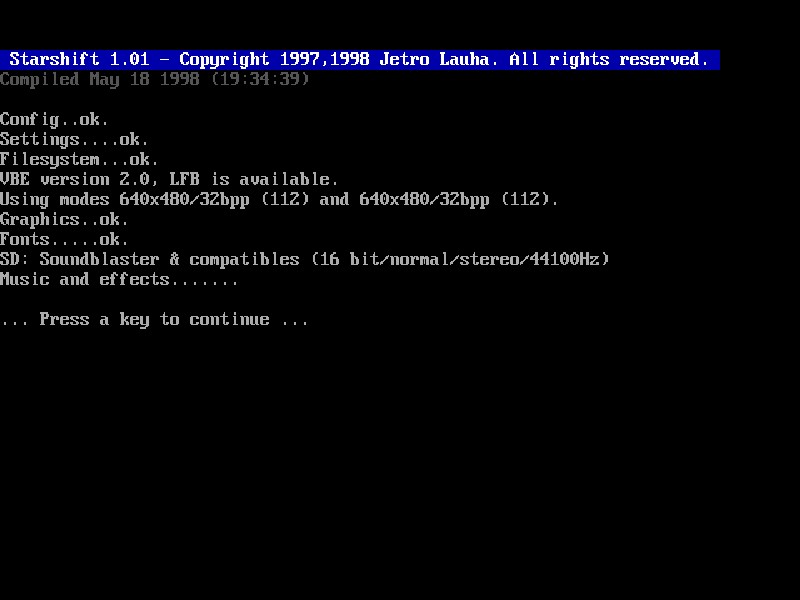 Starshift 1.01 - Copyright 1997,1998 Jetro Lauha. All rights reserved.
Compiled May 18 1998 (19:34:39)
Config..ok.
Settings....ok.
Filesystem...ok.
VBE version 2.0, LFB is available.
Using modes 640x480/32bpp (112) and 640x480/32bpp (112).
Graphics..ok.
Fonts.....ok.
SD: Soundblaster & compatibles (16 bit/normal/stereo/44100Hz)
Music and effects.......
... Press a key to continue ...